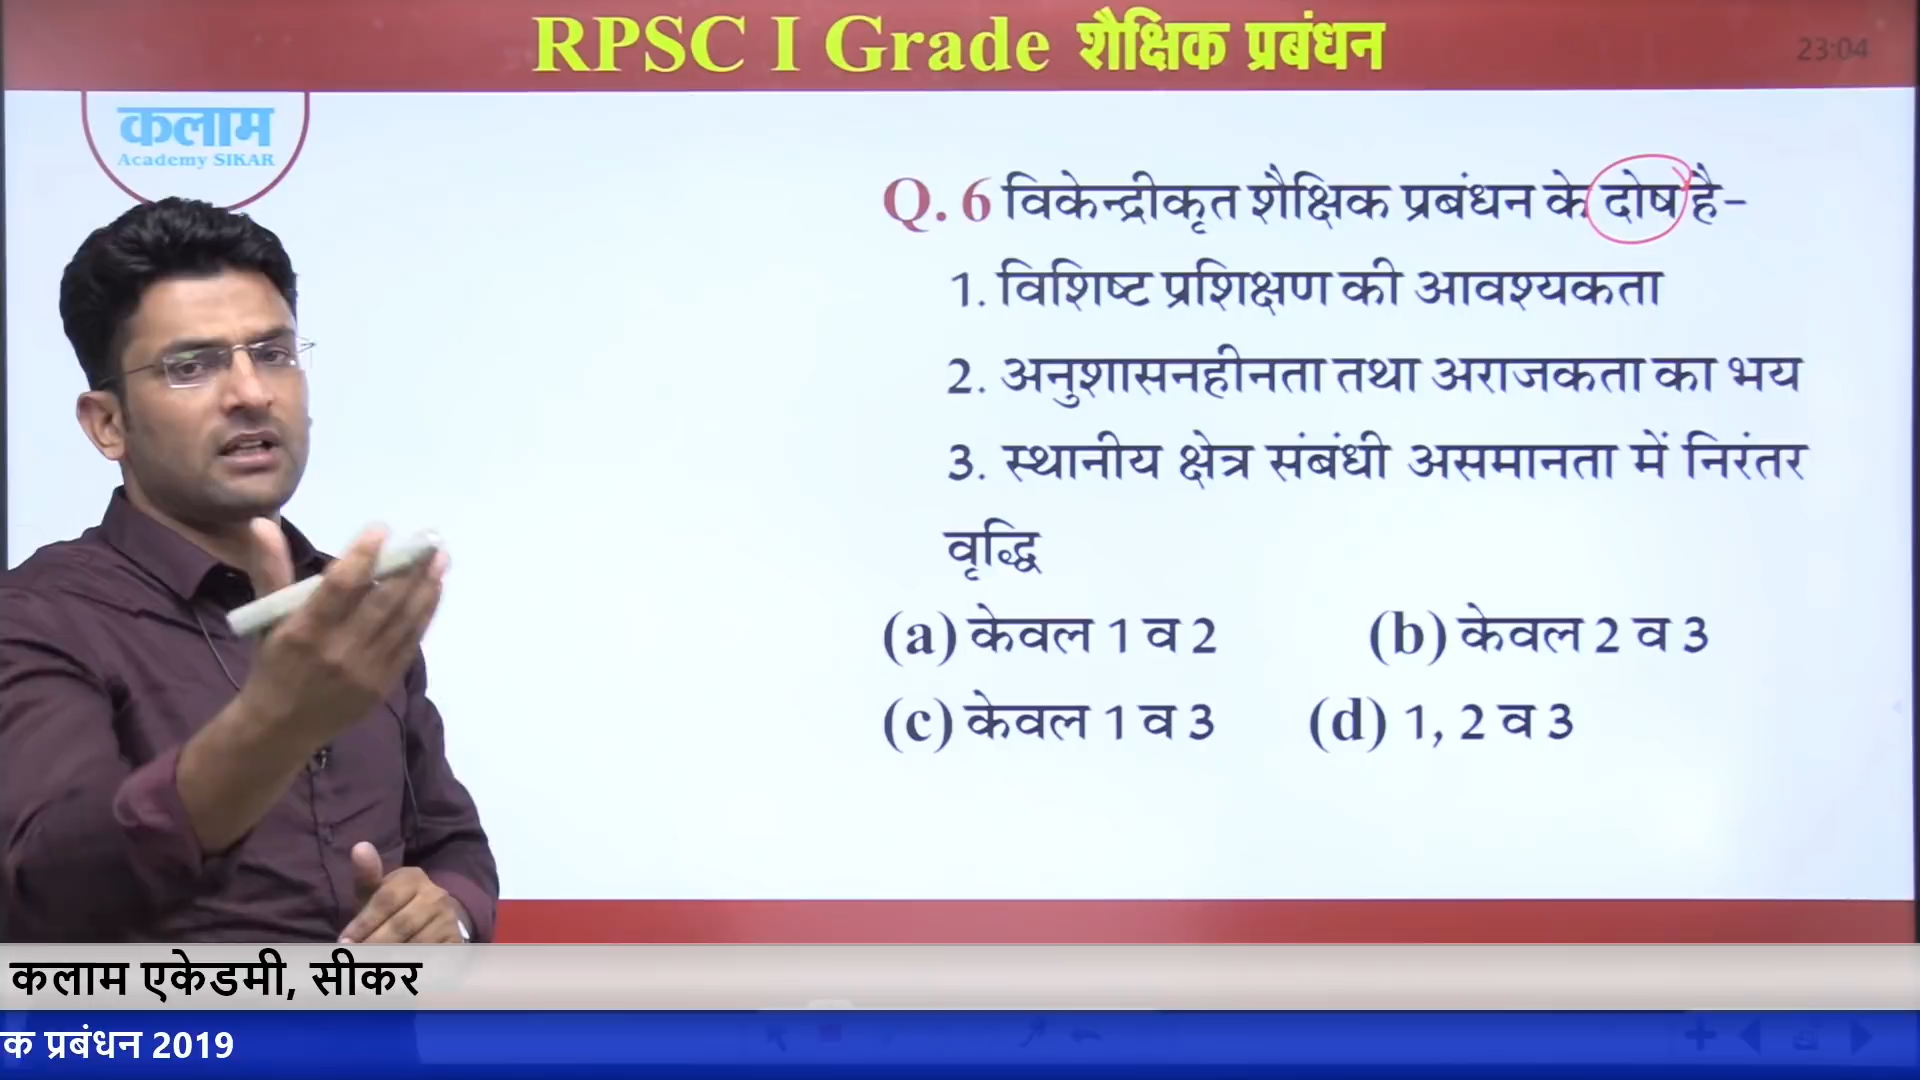 RPSC I Grade शैक्षिक प्रबंधन
23:04
कलाम
Academy SIKAR
Q. 6 विकेन्द्रीकृत शैक्षिक प्रबंधन के दोष है-
1. विशिष्ट प्रशिक्षण की आवश्यकता
2. अनुशासनहीनता तथा अराजकता का भय
3. स्थानीय क्षेत्र संबंधी असमानता में निरंतर
वृद्धि
(a) केवल 1 व 2 (b) केवल 2 व 3
(c) केवल 1 व 3 (d) 1, 2 व 3
कलाम एकेडमी, सीकर
क प्रबंधन 2019